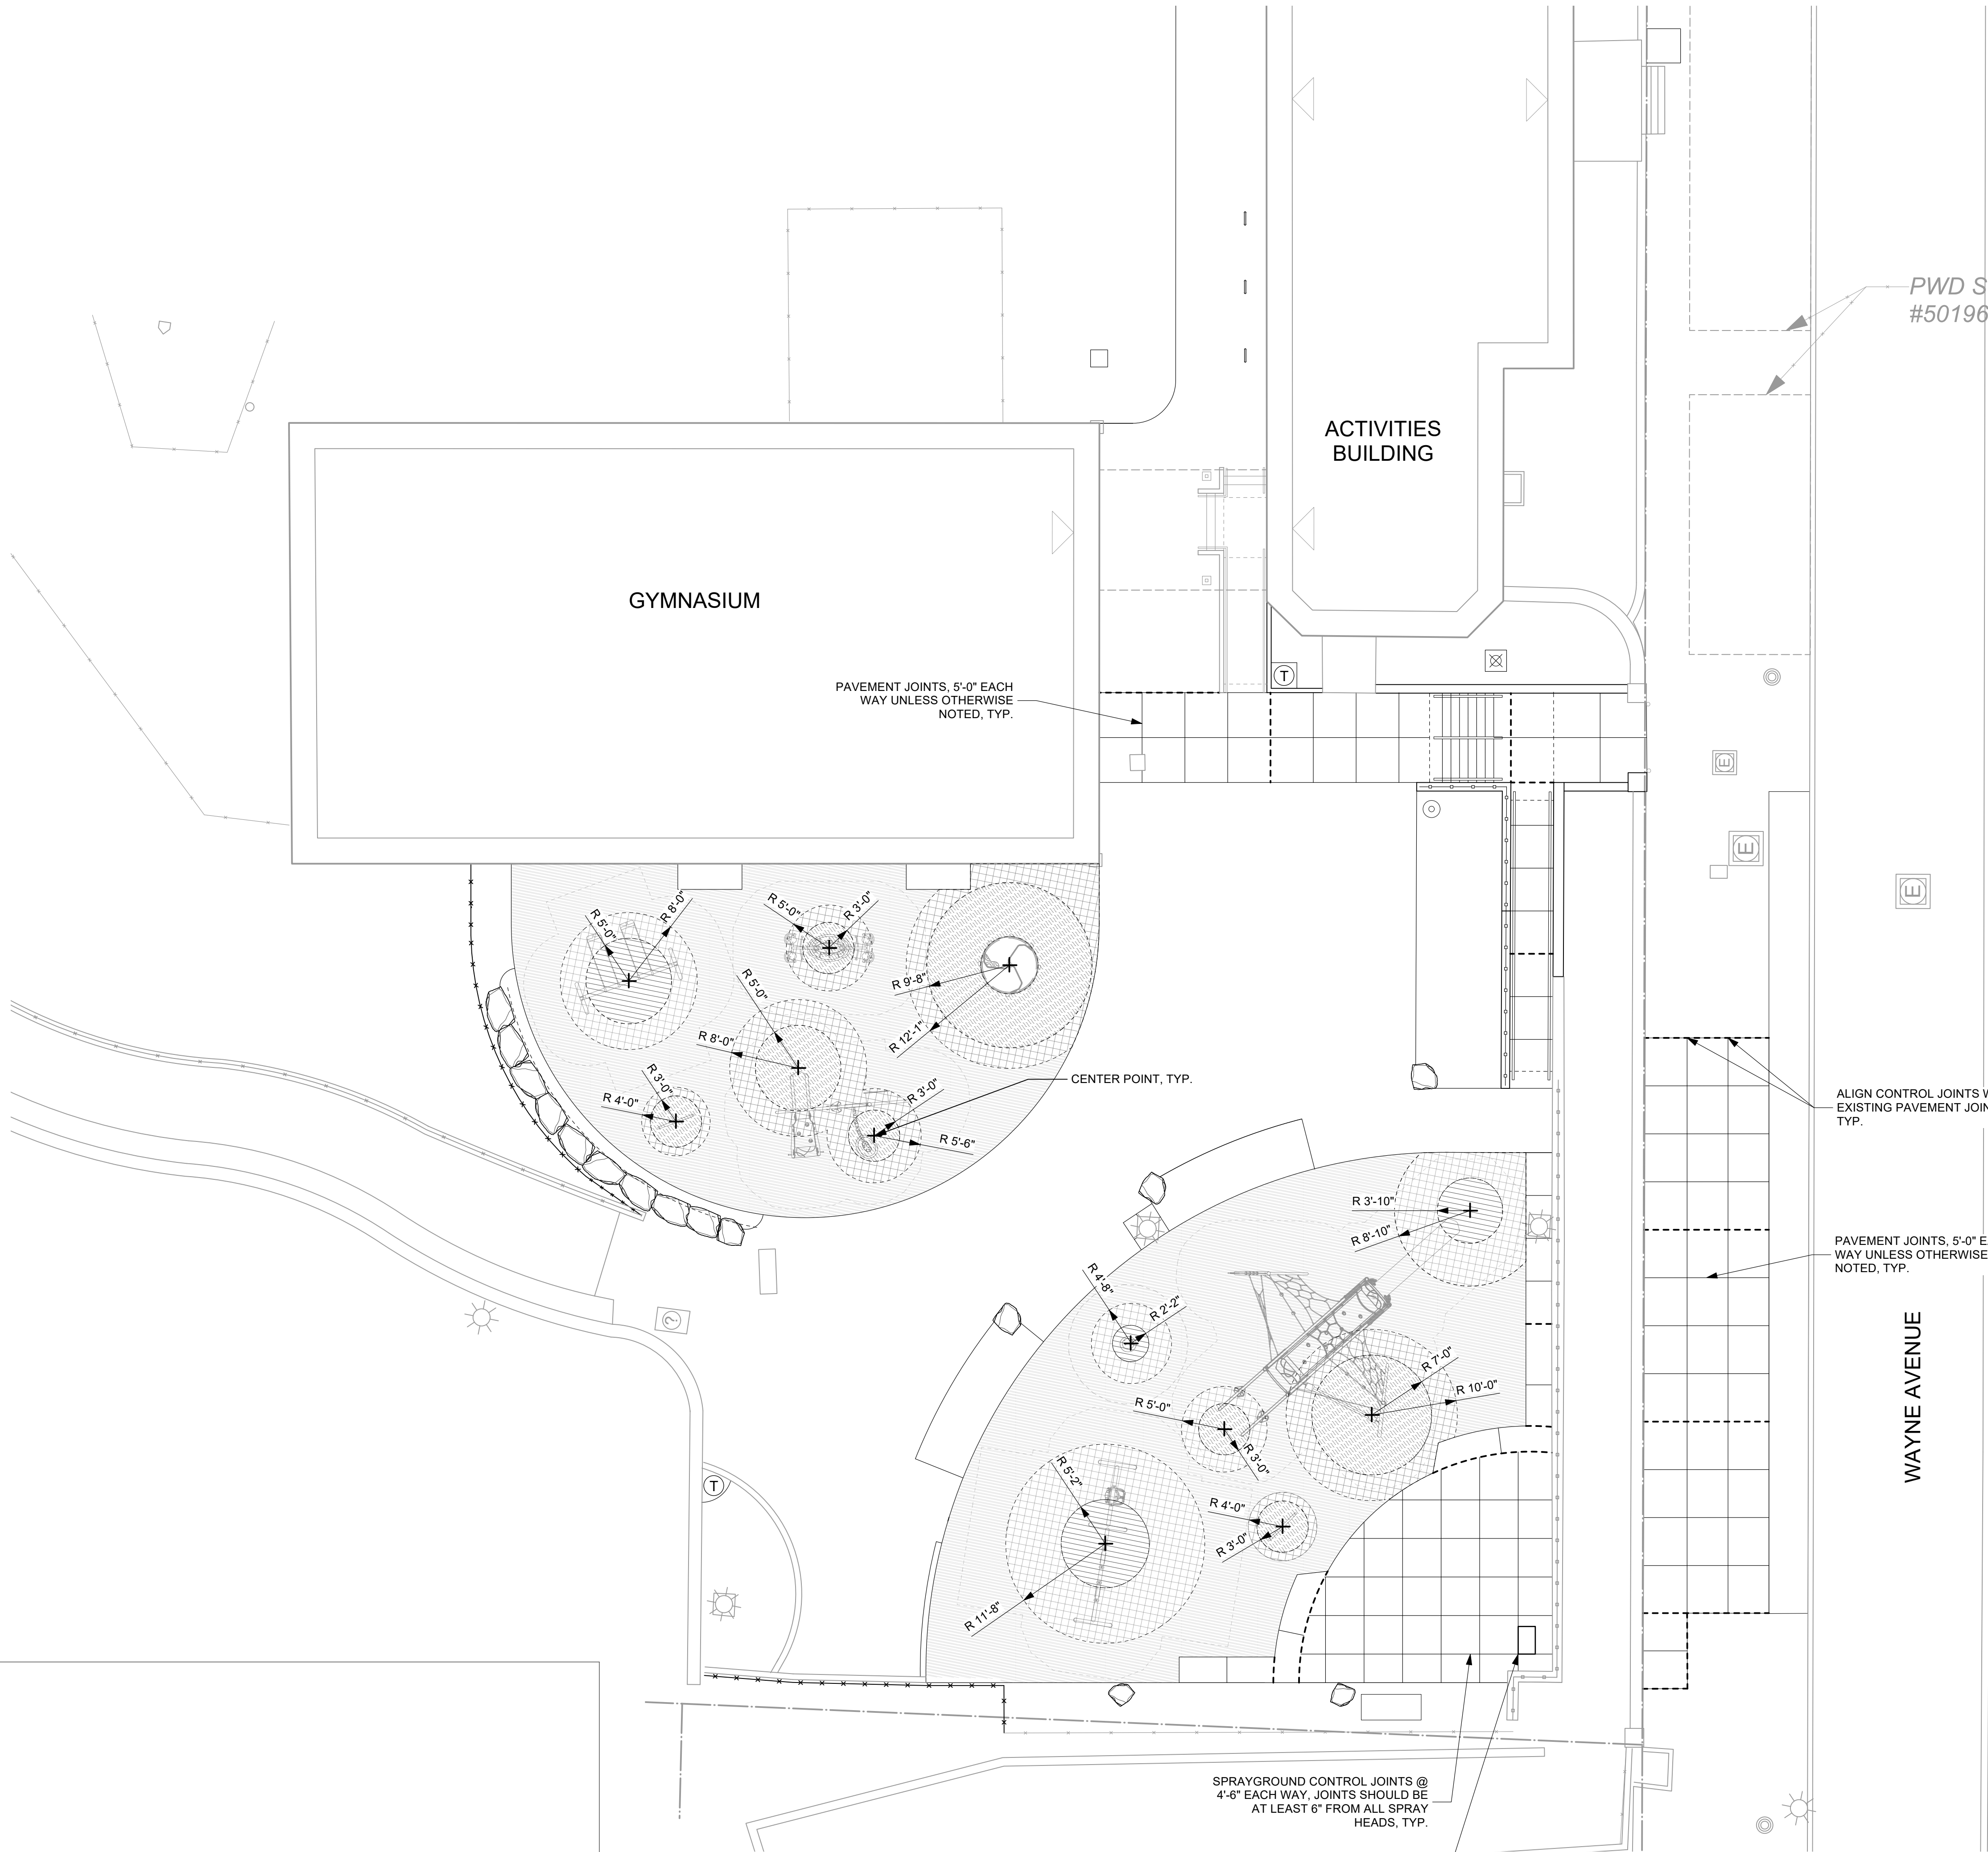 PWD S
#50196
ACTIVITIES
BUILDING
GYMNASIUM
T
PAVEMENT JOINTS, 5'-0" EACH
WAY UNLESS OTHERWISE
NOTED, TYP.
E
E
E
R 5'-0"
R 8'-0"
R 5'-0"
R 3'-0"
R 9'-8"
R 12'-1"
R 5'-0"
R 8'-0"
R 3'-0"
R 4'-0"
R 3'-0"
R 5'-6"
CENTER POINT, TYP.
ALIGN CONTROL JOINTS W
EXISTING PAVEMENT JOIN
TYP.
R 3'-10"
R 8'-10"
PAVEMENT JOINTS, 5'-0" E
WAY UNLESS OTHERWISE
NOTED, TYP.
R 4'-8"
R 2'-2"
?
WAYNE AVENUE
R 7'-0"
R 10'-0"
R 5'-0"
R 3'-0"
R 5'-2"
T
R 4'-0"
R 3'-0"
R 11'-8"
SPRAYGROUND CONTROL JOINTS @
4'-6" EACH WAY, JOINTS SHOULD BE
AT LEAST 6" FROM ALL SPRAY
HEADS, TYP.